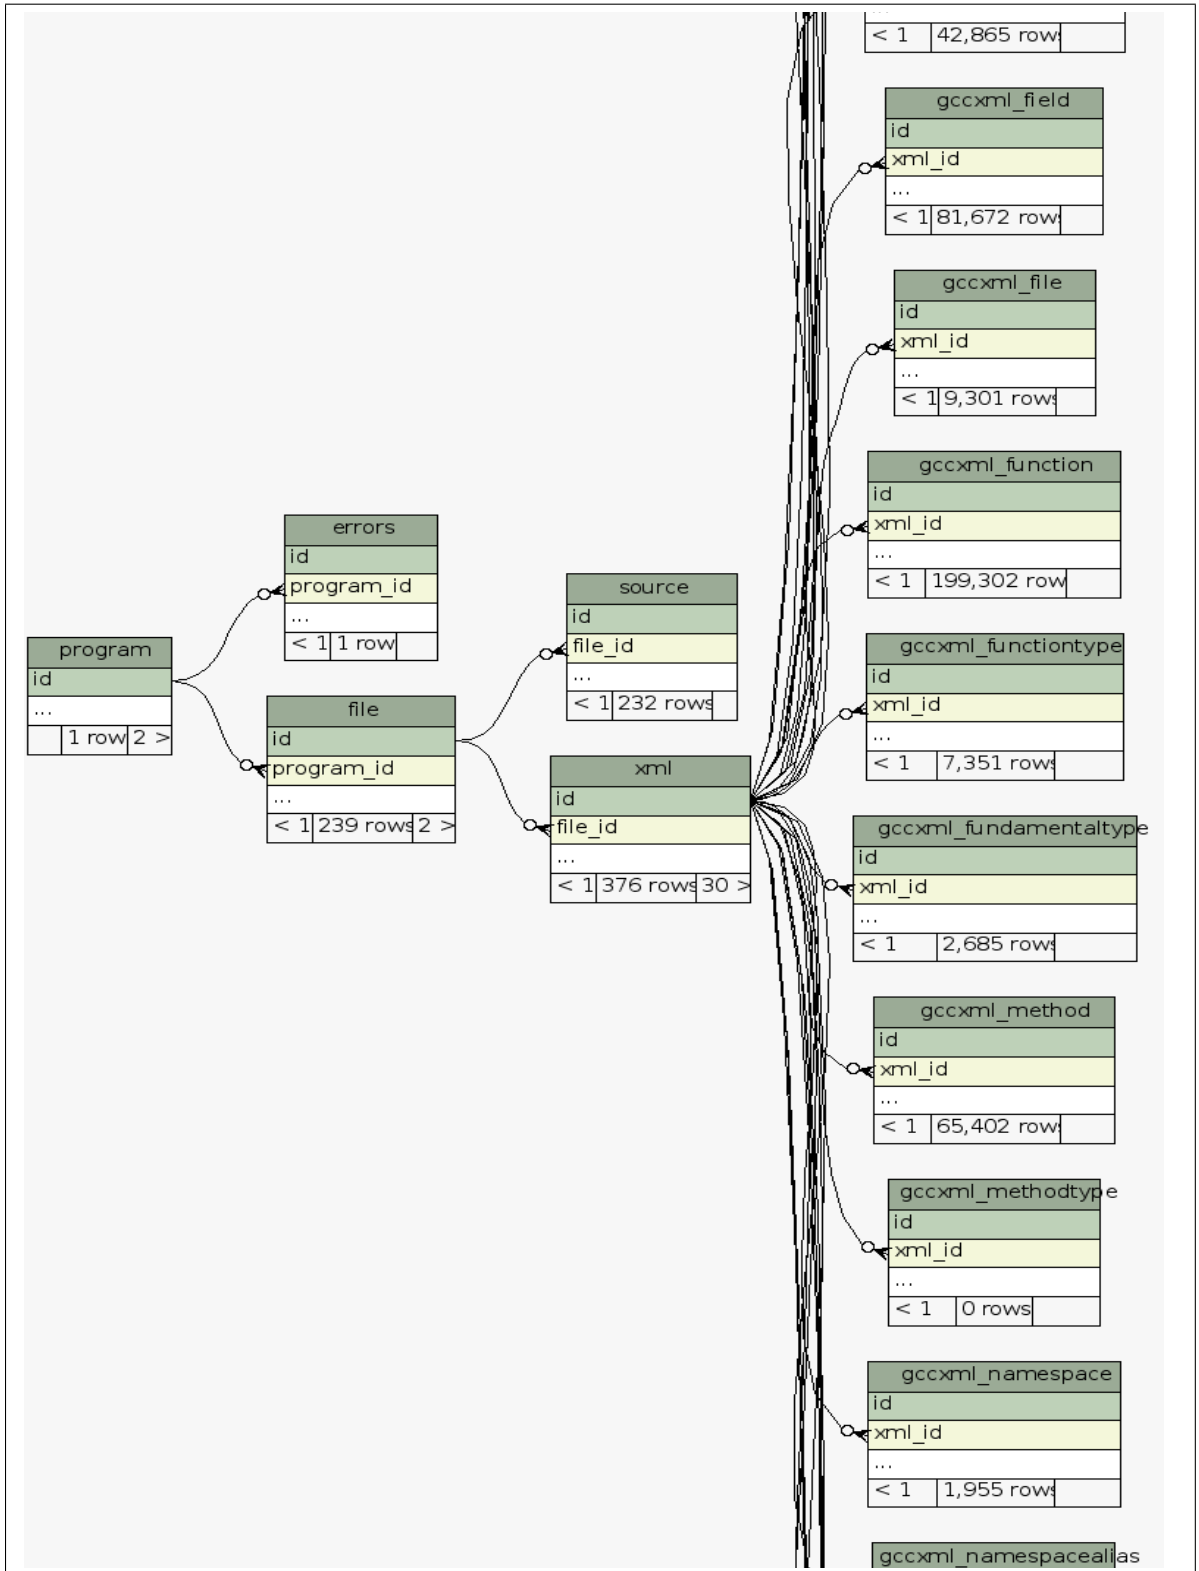 program
id
...
1 row 2 >
errors
id
program_id
...
< 1 1 row
file
id
program_id
...
< 1 239 rows 2 >
source
id
file_id
...
< 1 232 rows
xml
id
file_id
...
< 1 376 rows 30 >
...
< 1 42,865 rows
gccxml_field
id
xml_id
...
< 1 81,672 rows
gccxml_file
id
xml_id
...
< 1 9,301 rows
gccxml_function
id
xml_id
...
< 1 199,302 row
gccxml_functiontype
id
xml_id
...
< 1 7,351 rows
gccxml_fundamentaltype
id
xml_id
...
< 1 2,685 rows
gccxml_method
id
xml_id
...
< 1 65,402 rows
gccxml_methodtype
id
xml_id
...
< 1 0 rows
gccxml_namespace
id
xml_id
...
< 1 1,955 rows
gccxml_namespacealias